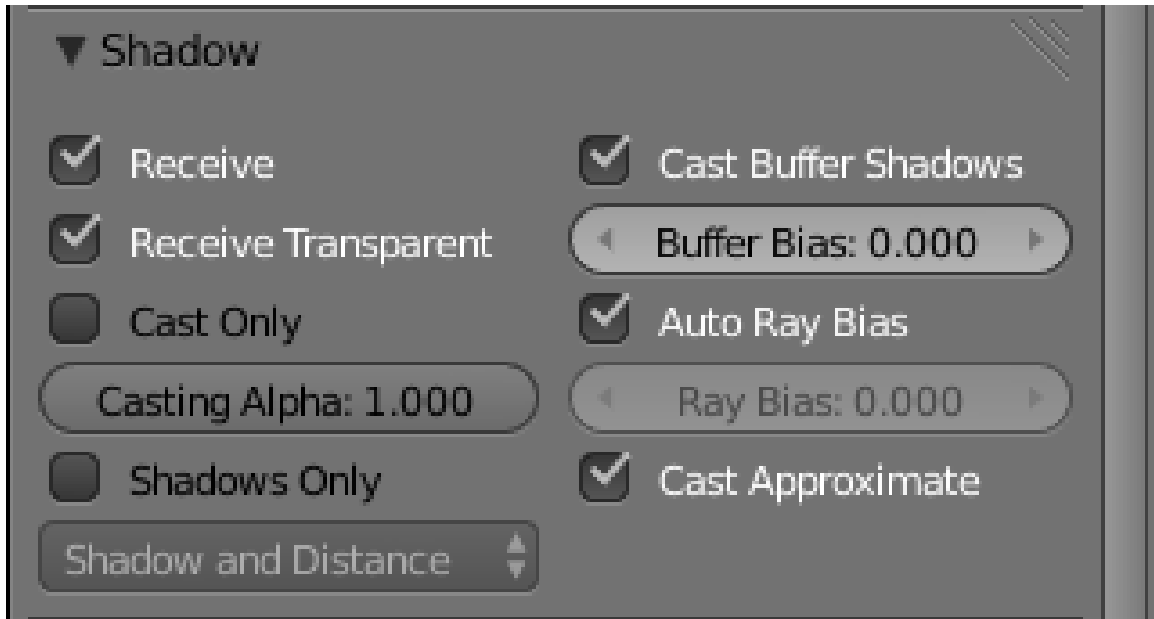 Shadow
Receive
Cast Buffer Shadows
Receive Transparent
Buffer Bias: 0.000
Cast Only
Auto Ray Bias
Casting Alpha: 1.000
Ray Bias: 0.000
Shadows Only
Cast Approximate
Shadow and Distance